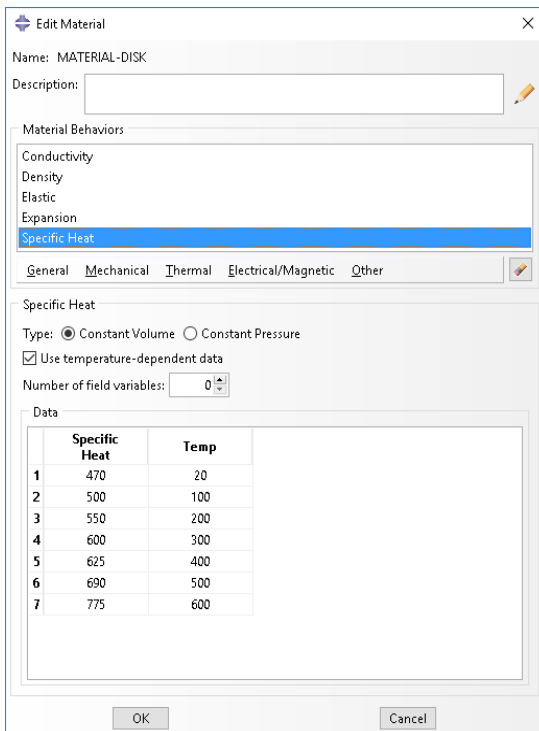 Edit Material
Name: MATERIAL-DISK
Description:
Material Behaviors
Conductivity
Density
Elastic
Expansion
Specific Heat
General Mechanical Thermal Electrical/Magnetic Other
Specific Heat
Type: Constant Volume Constant Pressure
Use temperature-dependent data
Number of field variables: 0
Data
Specific Heat Temp
1 470 20
2 500 100
3 550 200
4 600 300
5 625 400
6 690 500
7 775 600
OK Cancel